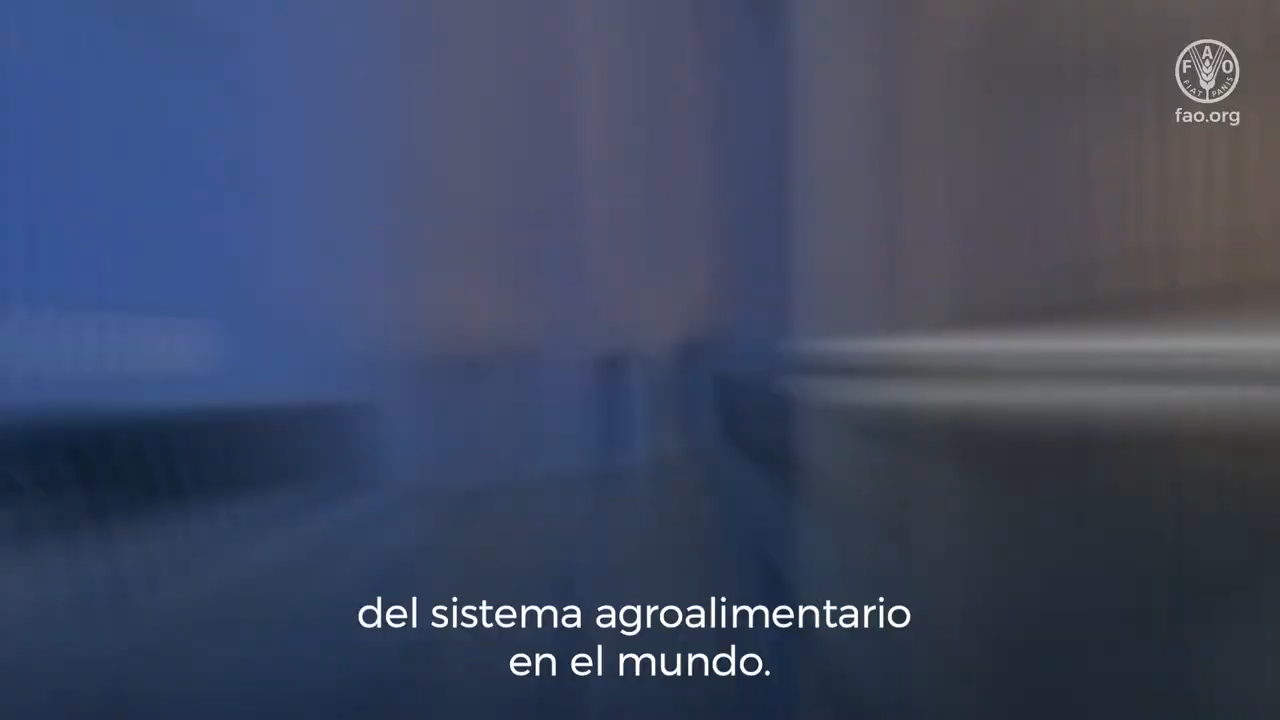 FAO
FIAT PANIS
fao.org
del sistema agroalimentario
en el mundo.